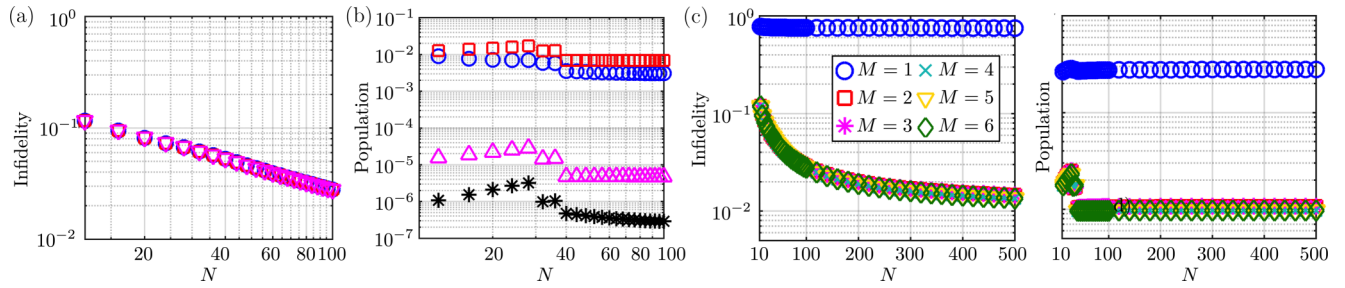 (a)
Infidelity
10^0
10^{-1}
10^{-2}
20
40
60
80
100
N
(b)
Population
10^{-1}
10^{-2}
10^{-3}
10^{-4}
10^{-5}
10^{-6}
10^{-7}
20
40
60
80
100
N
(c)
Infidelity
10^0
10^{-1}
10^{-2}
10
100
200
300
400
500
N
M = 1
M = 2
M = 3
M = 4
M = 5
M = 6
Population
10
100
200
300
400
500
N